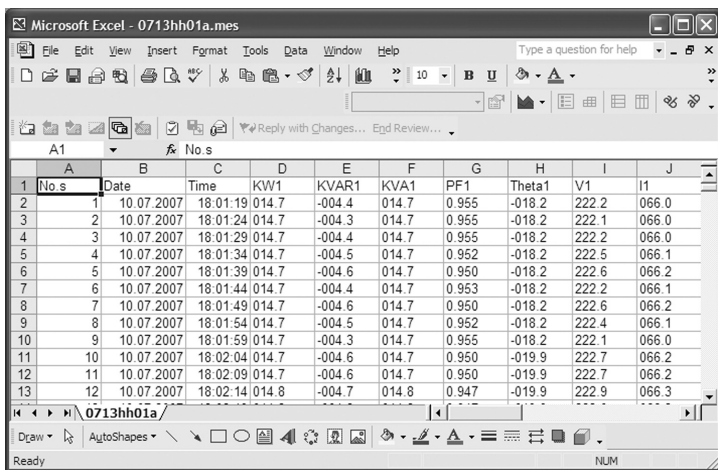 Microsoft Excel - 0713hh01a.mes
File Edit View Insert Format Tools Data Window Help Type a question for help
10 B U A
Reply with Changes... End Review...
A1 fx No.s
A B C D E F G H I J
1 No.s Date Time KW1 KVAR1 KVA1 PF1 Theta1 V1 I1
2 1 10.07.2007 18:01:19 014.7 -004.4 014.7 0.955 -018.2 222.2 066.0
3 2 10.07.2007 18:01:24 014.7 -004.3 014.7 0.955 -018.2 222.1 066.0
4 3 10.07.2007 18:01:29 014.7 -004.4 014.7 0.955 -018.2 222.2 066.0
5 4 10.07.2007 18:01:34 014.7 -004.5 014.7 0.952 -018.2 222.5 066.1
6 5 10.07.2007 18:01:39 014.7 -004.6 014.7 0.950 -018.2 222.6 066.2
7 6 10.07.2007 18:01:44 014.7 -004.4 014.7 0.953 -018.2 222.2 066.1
8 7 10.07.2007 18:01:49 014.7 -004.6 014.7 0.950 -018.2 222.6 066.2
9 8 10.07.2007 18:01:54 014.7 -004.5 014.7 0.952 -018.2 222.4 066.1
10 9 10.07.2007 18:01:59 014.7 -004.3 014.7 0.955 -018.2 222.1 066.0
11 10 10.07.2007 18:02:04 014.7 -004.6 014.7 0.950 -019.9 222.7 066.2
12 11 10.07.2007 18:02:09 014.7 -004.6 014.7 0.950 -019.9 222.7 066.2
13 12 10.07.2007 18:02:14 014.8 -004.7 014.8 0.947 -019.9 222.9 066.3
0713hh01a
Draw AutoShapes A
Ready NUM